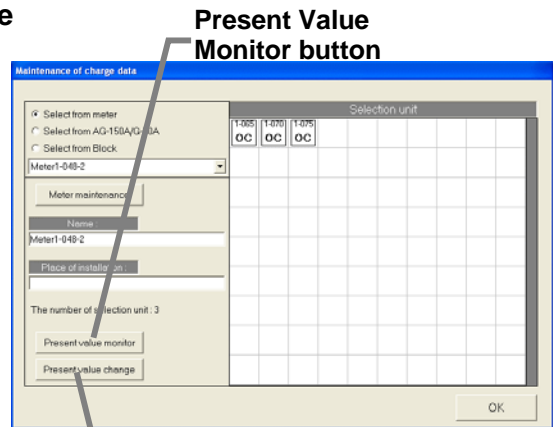 e
Present Value
Monitor button
Maintenance of charge data
Select from meter
Select from AG-150A/G-50A
Select from Block
Meter1-048-2
Meter maintenance
Name :
Meter1-048-2
Place of installation :
The number of selection unit : 3
Present value monitor
Present value change
Selection unit
1-065 1-070 1-075
OC OC OC
OK